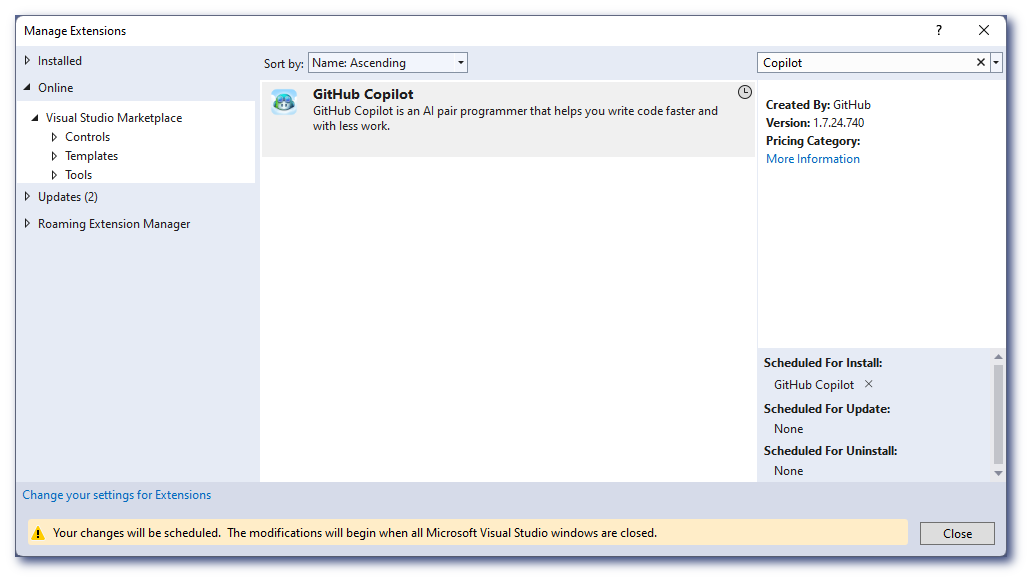 Manage Extensions
?
Installed
Online
Visual Studio Marketplace
Controls
Templates
Tools
Updates (2)
Roaming Extension Manager
Sort by: Name: Ascending
GitHub Copilot
GitHub Copilot is an AI pair programmer that helps you write code faster and
with less work.
Copilot
Created By: GitHub
Version: 1.7.24.740
Pricing Category:
More Information
Scheduled For Install:
GitHub Copilot
Scheduled For Update:
None
Scheduled For Uninstall:
None
Change your settings for Extensions
Your changes will be scheduled.  The modifications will begin when all Microsoft Visual Studio windows are closed.
Close